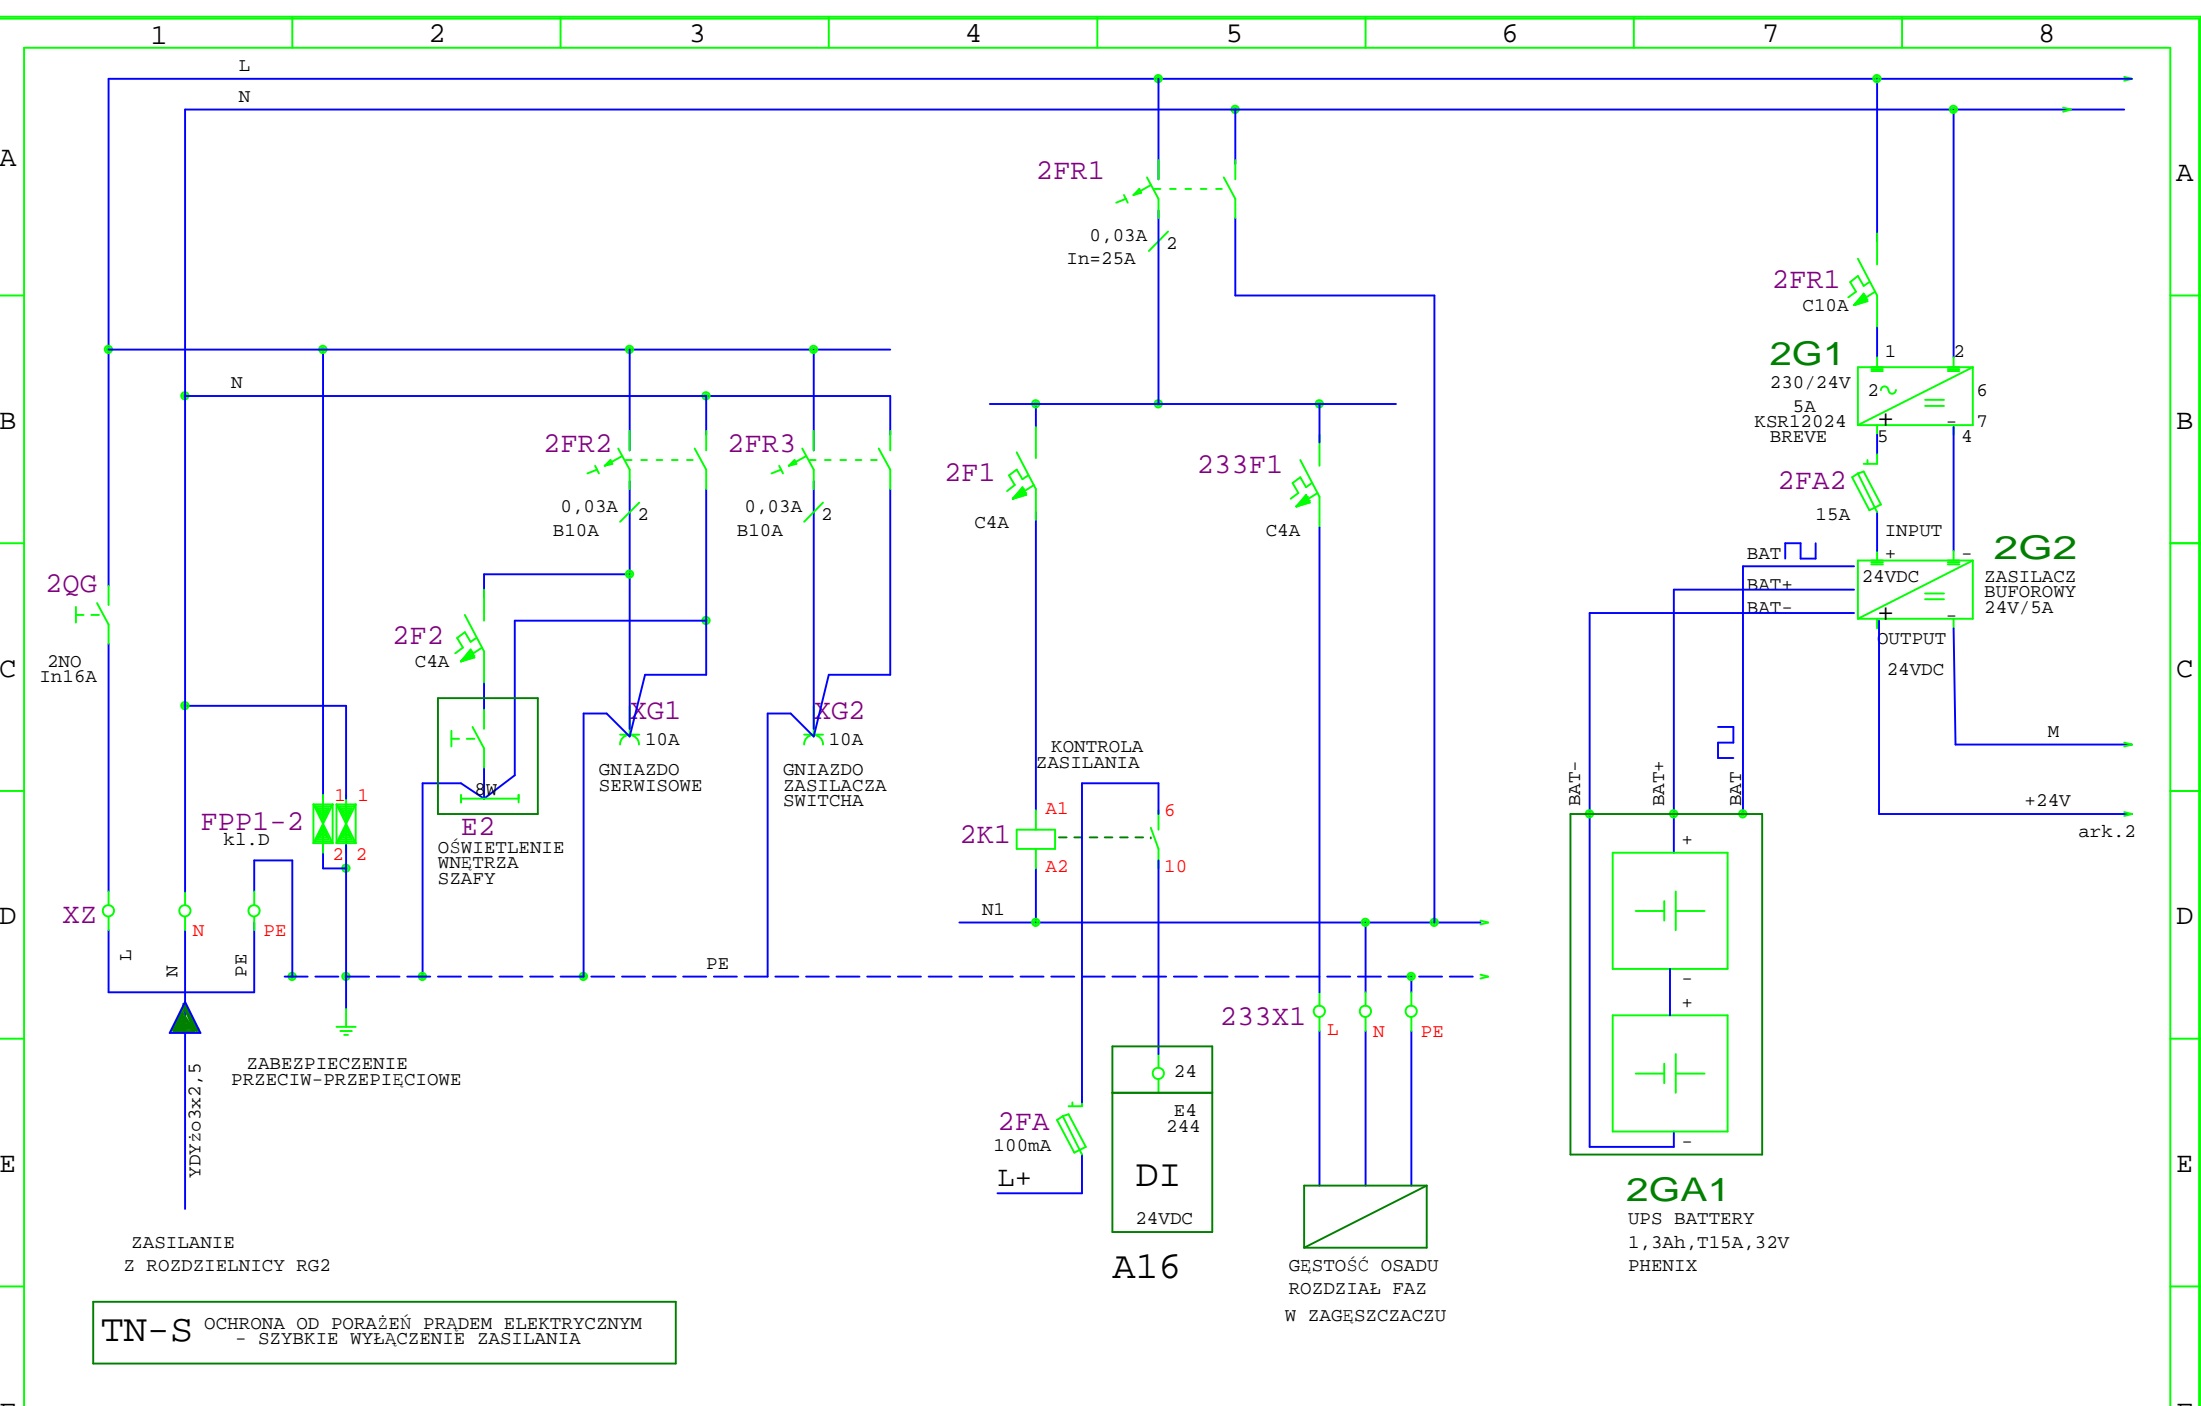 1 2 3 4 5 6 7 8
L
N
A
A
2FR1
0,03A
2
In=25A
2FR1
C10A
2G1
1
2
230/24V
2
6
5A
KSR12024
+
-
7
BREVE
5
4
B
B
N
2FR2
0,03A
2
B10A
2FR3
0,03A
2
B10A
2F1
C4A
233F1
C4A
2FA2
15A
INPUT
BAT
+
-
2G2
24VDC
ZASILACZ
BUFOROWY
24V/5A
BAT+
BAT-
+
-
OUTPUT
24VDC
C
C
2QG
2NO
In16A
2F2
C4A
XG1
10A
GNIAZDO
SERWISOWE
XG2
10A
GNIAZDO
ZASILACZA
SWITCHA
8W
E2
OŚWIETLENIE
WNĘTRZA
SZAFY
KONTROLA
ZASILANIA
M
BAT-
BAT+
BAT
+24V
ark.2
FPP1-2
kl.D
1
1
2
2
2K1
A1
A2
6
10
D
D
XZ
N
PE
L
N
PE
N1
PE
233X1
L
N
PE
+
-
+
-
ZABEZPIECZENIE
PRZECIW-PRZEPIĘCIOWE
YDYżo3x2,5
24
E4
244
2FA
100mA
L+
DI
24VDC
A16
E
E
2GA1
UPS BATTERY
1,3Ah,T15A,32V
PHENIX
ZASILANIE
Z ROZDZIELNICY RG2
GĘSTOŚĆ OSADU
ROZDZIAŁ FAZ
W ZAGĘSZCZACZU
TN-S
OCHRONA OD PORAŻEŃ PRĄDEM ELEKTRYCZNYM
- SZYBKIE WYŁĄCZENIE ZASILANIA